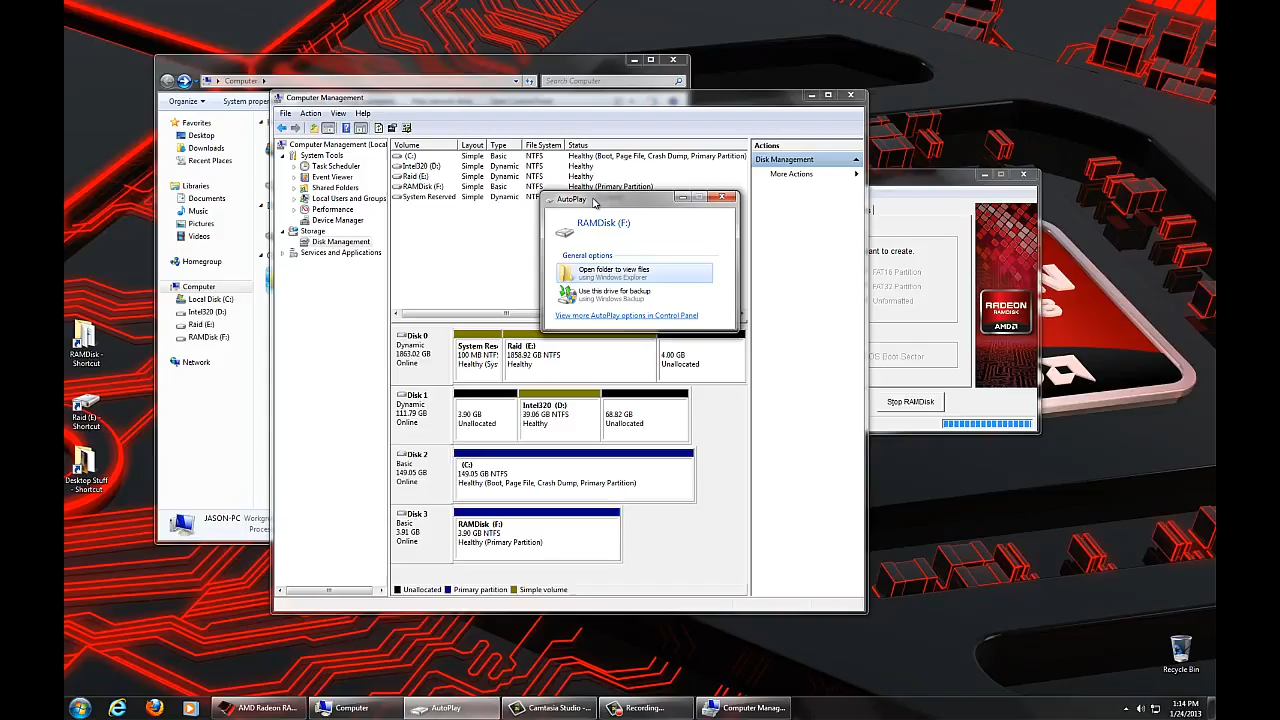 Computer
Search Computer
Organize
System proper
Favorites
Desktop
Downloads
Recent Places
Libraries
Documents
Music
Pictures
Videos
Homegroup
Computer
Local Disk (C:)
Intel320 (D:)
Raid (E:)
RAMDisk (F:)
Network
JASON-PC Workgr
Proces
Computer Management
File Action View Help
Computer Management (Local
System Tools
Task Scheduler
Event Viewer
Shared Folders
Local Users and Groups
Performance
Device Manager
Storage
Disk Management
Services and Applications
Volume Layout Type File System Status
(C:) Simple Basic NTFS Healthy (Boot, Page File, Crash Dump, Primary Partition)
Intel320 (D:) Simple Dynamic NTFS Healthy
Raid (E:) Simple Dynamic NTFS Healthy
RAMDisk (F:) Simple Basic NTFS Healthy (Primary Partition)
System Reserved Simple Dynamic NTFS
Actions
Disk Management
More Actions
AutoPlay
RAMDisk (F:)
General options
Open folder to view files
using Windows Explorer
Use this drive for backup
using Windows Backup
View more AutoPlay options in Control Panel
Disk 0
Dynamic
1863.02 GB
Online
System Res
100 MB NTF
Healthy (Sys
Raid (E:)
1858.92 GB NTFS
Healthy
4.00 GB
Unallocated
Disk 1
Dynamic
111.79 GB
Online
3.90 GB
Unallocated
Intel320 (D:)
39.06 GB NTFS
Healthy
68.82 GB
Unallocated
Disk 2
Basic
149.05 GB
Online
(C:)
149.05 GB NTFS
Healthy (Boot, Page File, Crash Dump, Primary Partition)
Disk 3
Basic
3.91 GB
Online
RAMDisk (F:)
3.90 GB NTFS
Healthy (Primary Partition)
Unallocated Primary partition Simple volume
ant to create.
FAT16 Partition
FAT32 Partition
Unformatted
OS Boot Sector
Stop RAMDisk
RADEON
RAMDISK
AMD
RAMDisk -
Shortcut
Raid (E) -
Shortcut
Desktop Stuff
- Shortcut
Recycle Bin
AMD Radeon RA...
Computer
AutoPlay
Camtasia Studio -...
Recording...
Computer Manag...
1:14 PM
1/24/2013